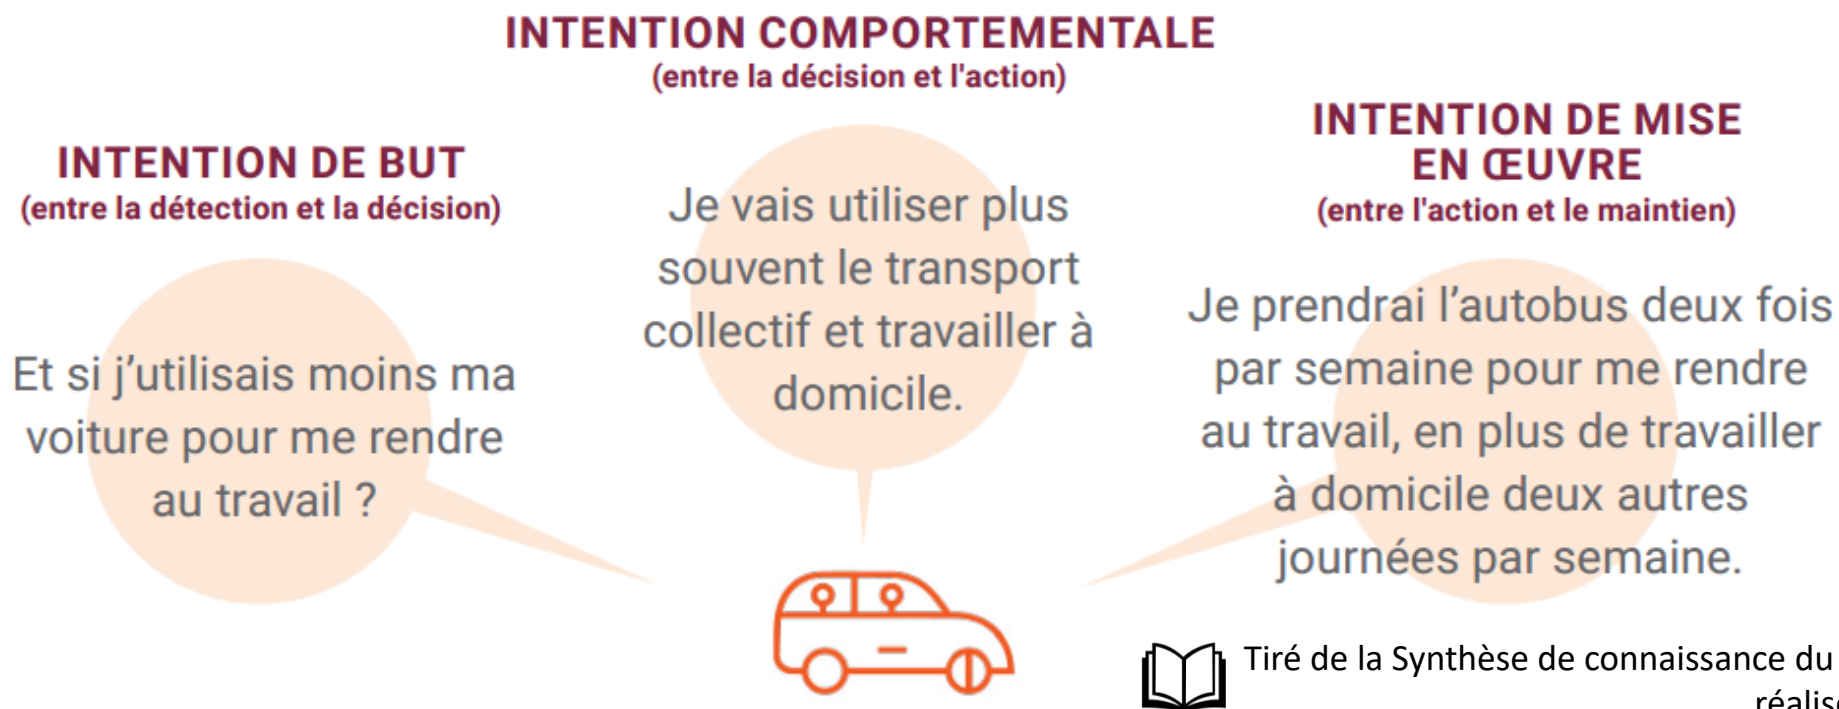 INTENTION COMPORTEMENTALE
(entre la décision et l'action)
INTENTION DE BUT
(entre la détection et la décision)
INTENTION DE MISE
EN ŒUVRE
(entre l'action et le maintien)
Et si j’utilisais moins ma
voiture pour me rendre
au travail ?
Je vais utiliser plus
souvent le transport
collectif et travailler à
domicile.
Je prendrai l’autobus deux fois
par semaine pour me rendre
au travail, en plus de travailler
à domicile deux autres
journées par semaine.
Tiré de la Synthèse de connaissance du